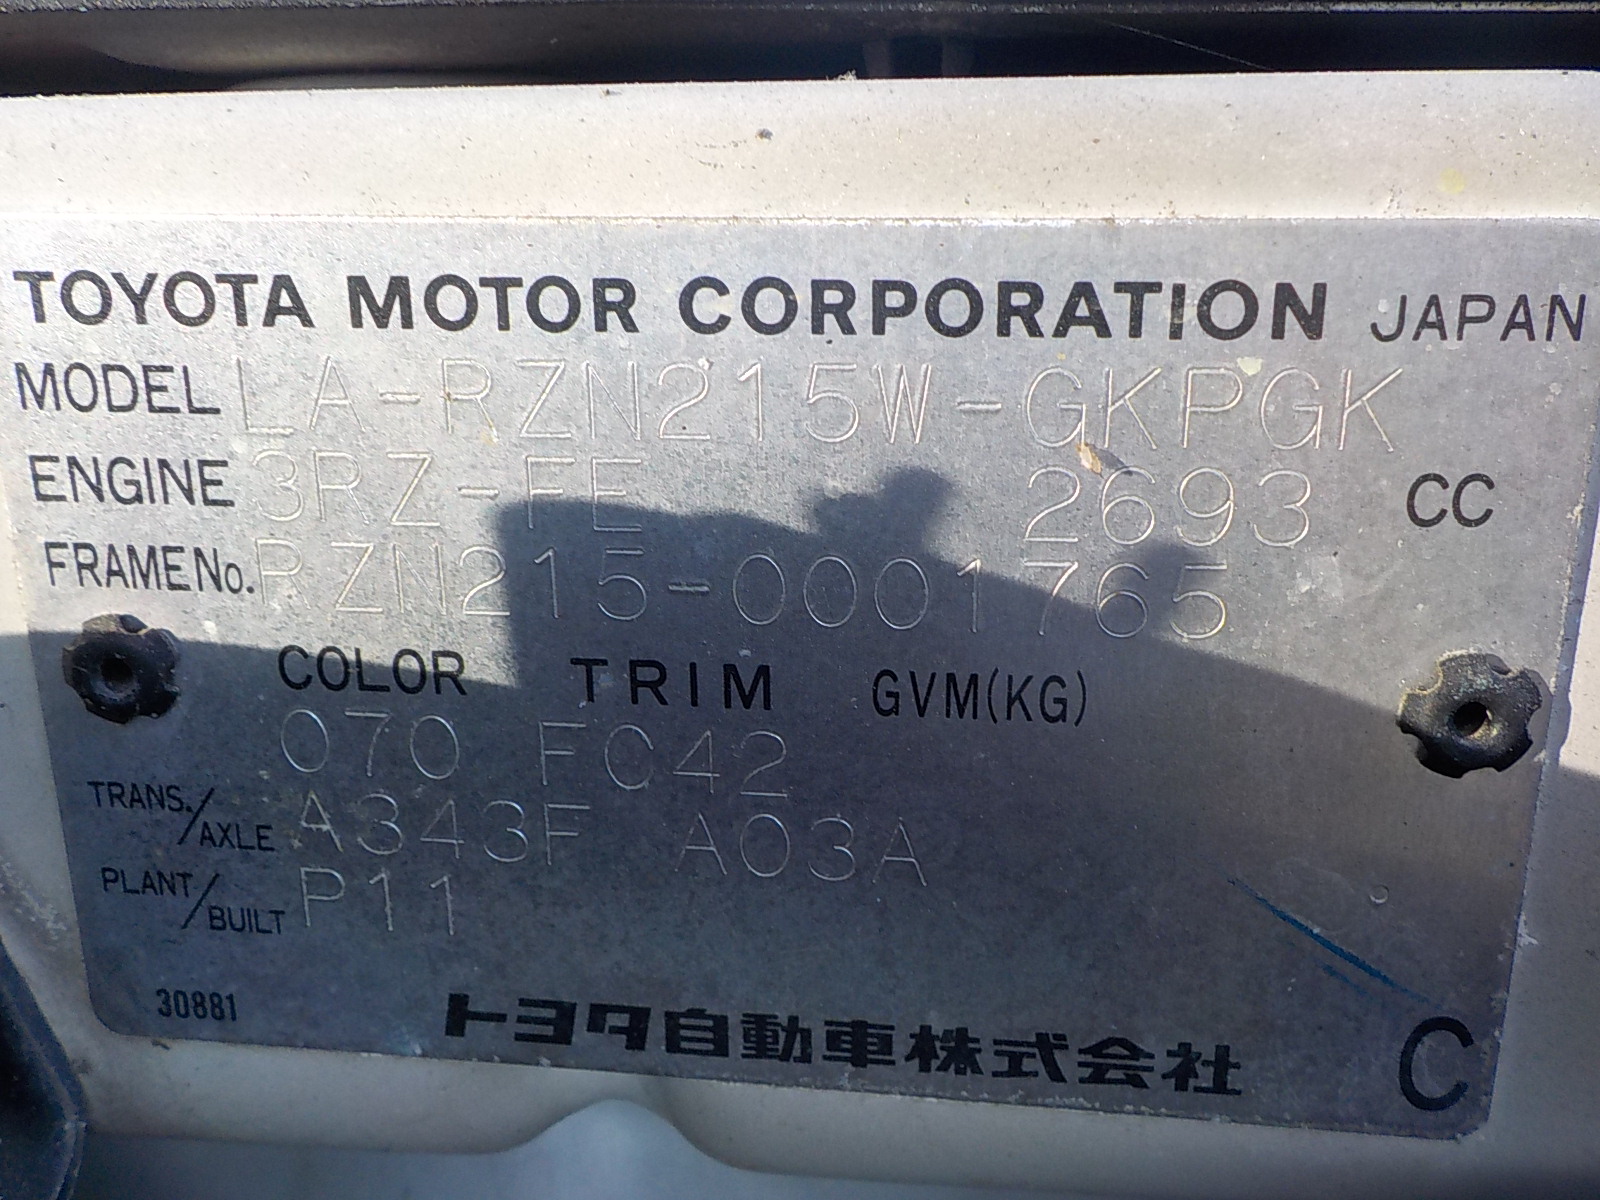 TOYOTA MOTOR CORPORATION JAPAN
MODEL LA-RZN215W-GKPGK
ENGINE 3RZ-FE 2693 CC
FRAME No. RZN215-0001765
COLOR TRIM GVM(KG)
070 FC42
TRANS./AXLE A343F A03A
PLANT/BUILT P11
30881 トヨタ自動車株式会社 C